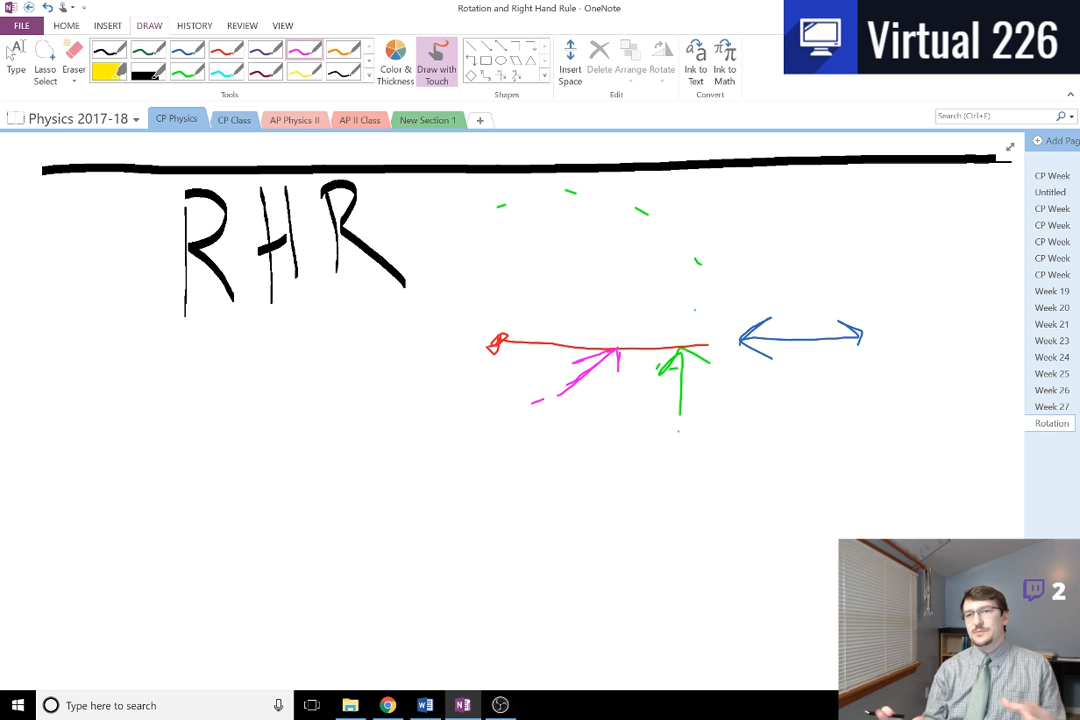 Rotation and Right Hand Rule - OneNote
FILE HOME INSERT DRAW HISTORY REVIEW VIEW
Type
Lasso Select
Eraser
Color & Thickness
Draw with Touch
Insert Space
Delete
Arrange
Rotate
Ink to Text
Ink to Math
Tools
Shapes
Edit
Convert
Virtual 226
Physics 2017-18
CP Physics
CP Class
AP Physics II
AP II Class
New Section 1
Search (Ctrl+E)
Add Pag
CP Week
Untitled
CP Week
CP Week
CP Week
CP Week
CP Week
Week 19
Week 20
Week 21
Week 23
Week 24
Week 25
Week 26
Week 27
Rotation
RHR
2
Type here to search